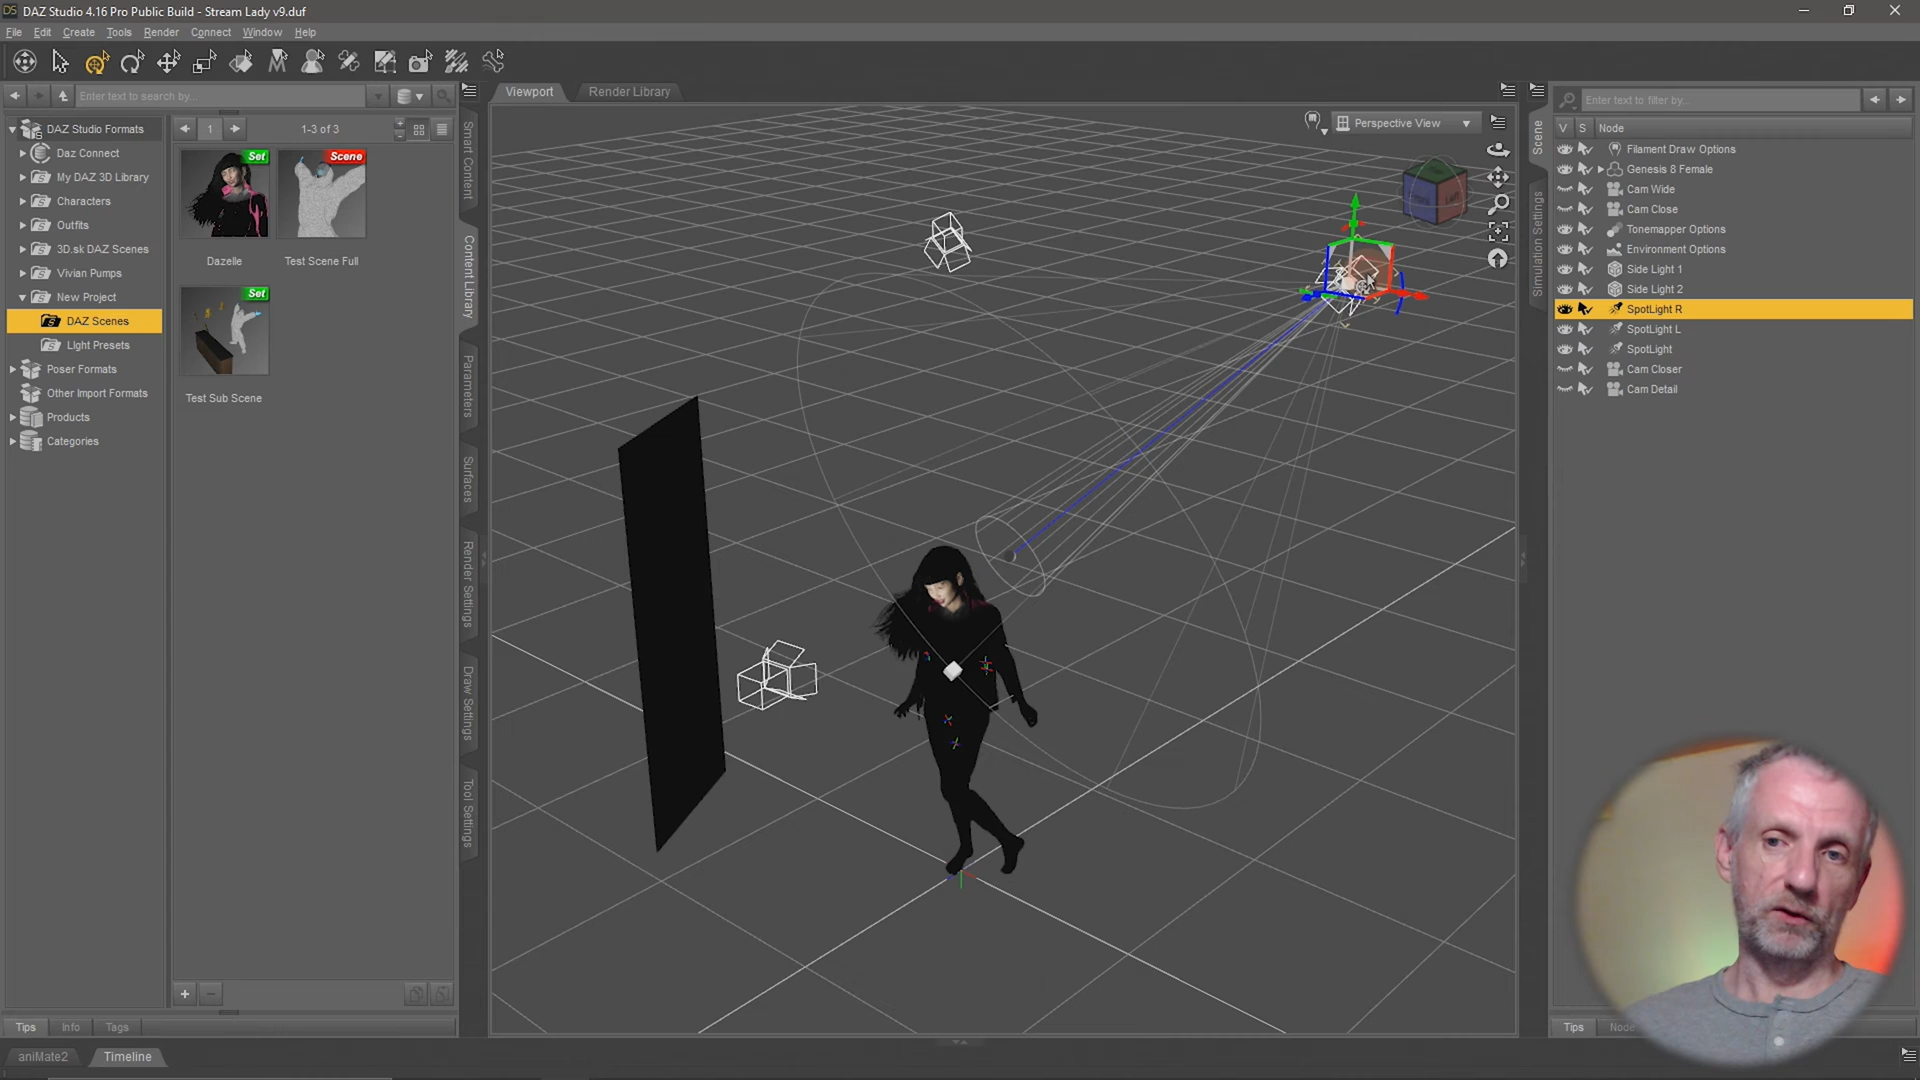 DS DAZ Studio 4.16 Pro Public Build - Stream Lady v9.duf
File Edit Create Tools Render Connect Window Help
Enter text to search by...
DAZ Studio Formats
Daz Connect
My DAZ 3D Library
Characters
Outfits
3D.sk DAZ Scenes
Vivian Pumps
New Project
DAZ Scenes
LIght Presets
Poser Formats
Other Import Formats
Products
Categories
1
1-3 of 3
Set
Scene
Dazelle
Test Scene Full
Set
Test Sub Scene
Tips Info Tags
aniMate2 Timeline
Smart Content
Content Library
Parameters
Surfaces
Render Settings
Draw Settings
Tool Settings
Viewport Render Library
Perspective View
Scene
Simulation Settings
Enter text to filter by...
V S Node
Filament Draw Options
Genesis 8 Female
Cam Wide
Cam Close
Tonemapper Options
Environment Options
Side Light 1
Side Light 2
SpotLight R
SpotLight L
SpotLight
Cam Closer
Cam Detail
Tips Node